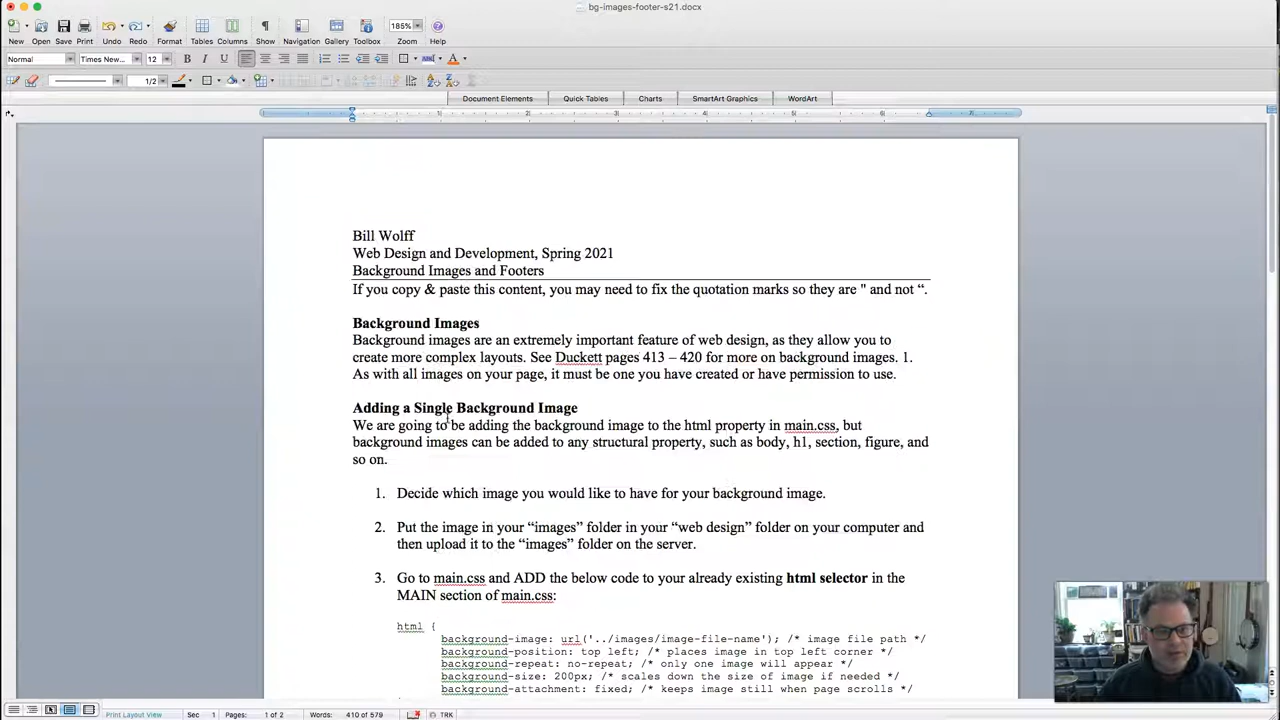 bg-images-footer-s21.docx
185%
New Open Save Print Undo Redo Format Tables Columns Show Navigation Gallery Toolbox Zoom Help
Normal Times New... 12 B I U
1/2
Document Elements Quick Tables Charts SmartArt Graphics WordArt
Bill Wolff
Web Design and Development, Spring 2021
Background Images and Footers
If you copy & paste this content, you may need to fix the quotation marks so they are " and not “.
Background Images
Background images are an extremely important feature of web design, as they allow you to
create more complex layouts. See Duckett pages 413 – 420 for more on background images. 1.
As with all images on your page, it must be one you have created or have permission to use.
Adding a Single Background Image
We are going to be adding the background image to the html property in main.css, but
background images can be added to any structural property, such as body, h1, section, figure, and
so on.
1. Decide which image you would like to have for your background image.
2. Put the image in your “images” folder in your “web design” folder on your computer and
then upload it to the “images” folder on the server.
3. Go to main.css and ADD the below code to your already existing html selector in the
MAIN section of main.css:
html {
background-image: url('../images/image-file-name'); /* image file path */
background-position: top left; /* places image in top left corner */
background-repeat: no-repeat; /* only one image will appear */
background-size: 200px; /* scales down the size of image if needed */
background-attachment: fixed; /* keeps image still when page scrolls */
Print Layout View Sec 1 Pages: 1 of 2 Words: 410 of 579 TRK